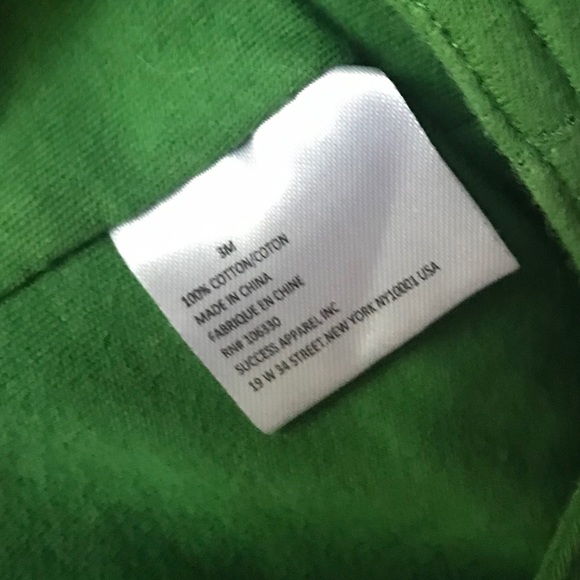 3M
100% COTTON/COTON
MADE IN CHINA
FABRIQUE EN CHINE
RN# 106330
SUCCESS APPAREL INC
19 W 34 STREET.NEW YORK NY10001 USA